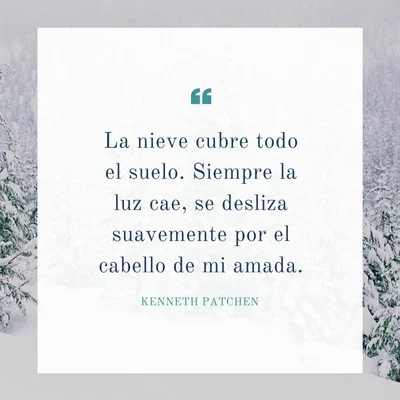 ❝
La nieve cubre todo
el suelo. Siempre la
luz cae, se desliza
suavemente por el
cabello de mi amada.
KENNETH PATCHEN